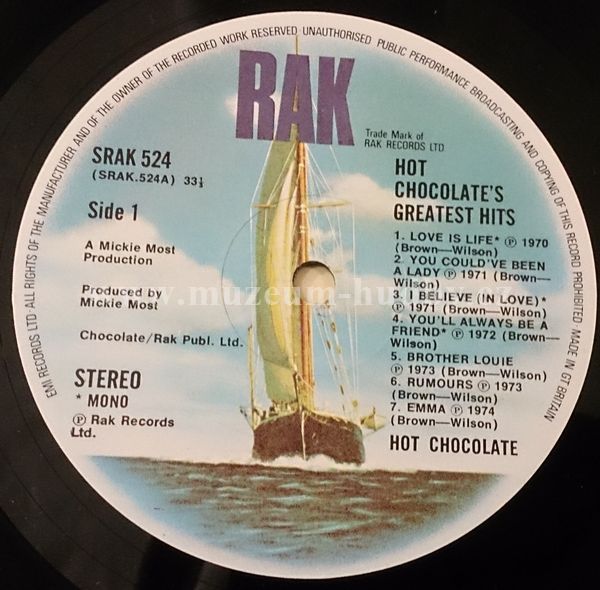 EMI RECORDS LTD·ALL RIGHTS OF THE MANUFACTURER AND OF THE OWNER OF THE RECORDED WORK RESERVED UNAUTHORISED PUBLIC PERFORMANCE BROADCASTING AND COPYING OF THIS RECORD PROHIBITED MADE IN GT BRITAIN
RAK
Trade Mark of
RAK RECORDS LTD
SRAK 524
(SRAK.524A) 33⅓
Side 1
A Mickie Most
Production
Produced by
Mickie Most
Chocolate/Rak Publ. Ltd.
STEREO
* MONO
Ⓟ Rak Records
Ltd.
HOT
CHOCOLATE'S
GREATEST HITS
1. LOVE IS LIFE* Ⓟ 1970
(Brown—Wilson)
2. YOU COULD'VE BEEN
A LADY Ⓟ 1971 (Brown—
Wilson)
3. I BELIEVE (IN LOVE)*
Ⓟ 1971 (Brown—Wilson)
4. YOU'LL ALWAYS BE A
FRIEND* Ⓟ 1972 (Brown—
Wilson)
5. BROTHER LOUIE
Ⓟ 1973 (Brown—Wilson)
6. RUMOURS Ⓟ 1973
(Brown—Wilson)
7. EMMA Ⓟ 1974
(Brown—Wilson)
HOT CHOCOLATE